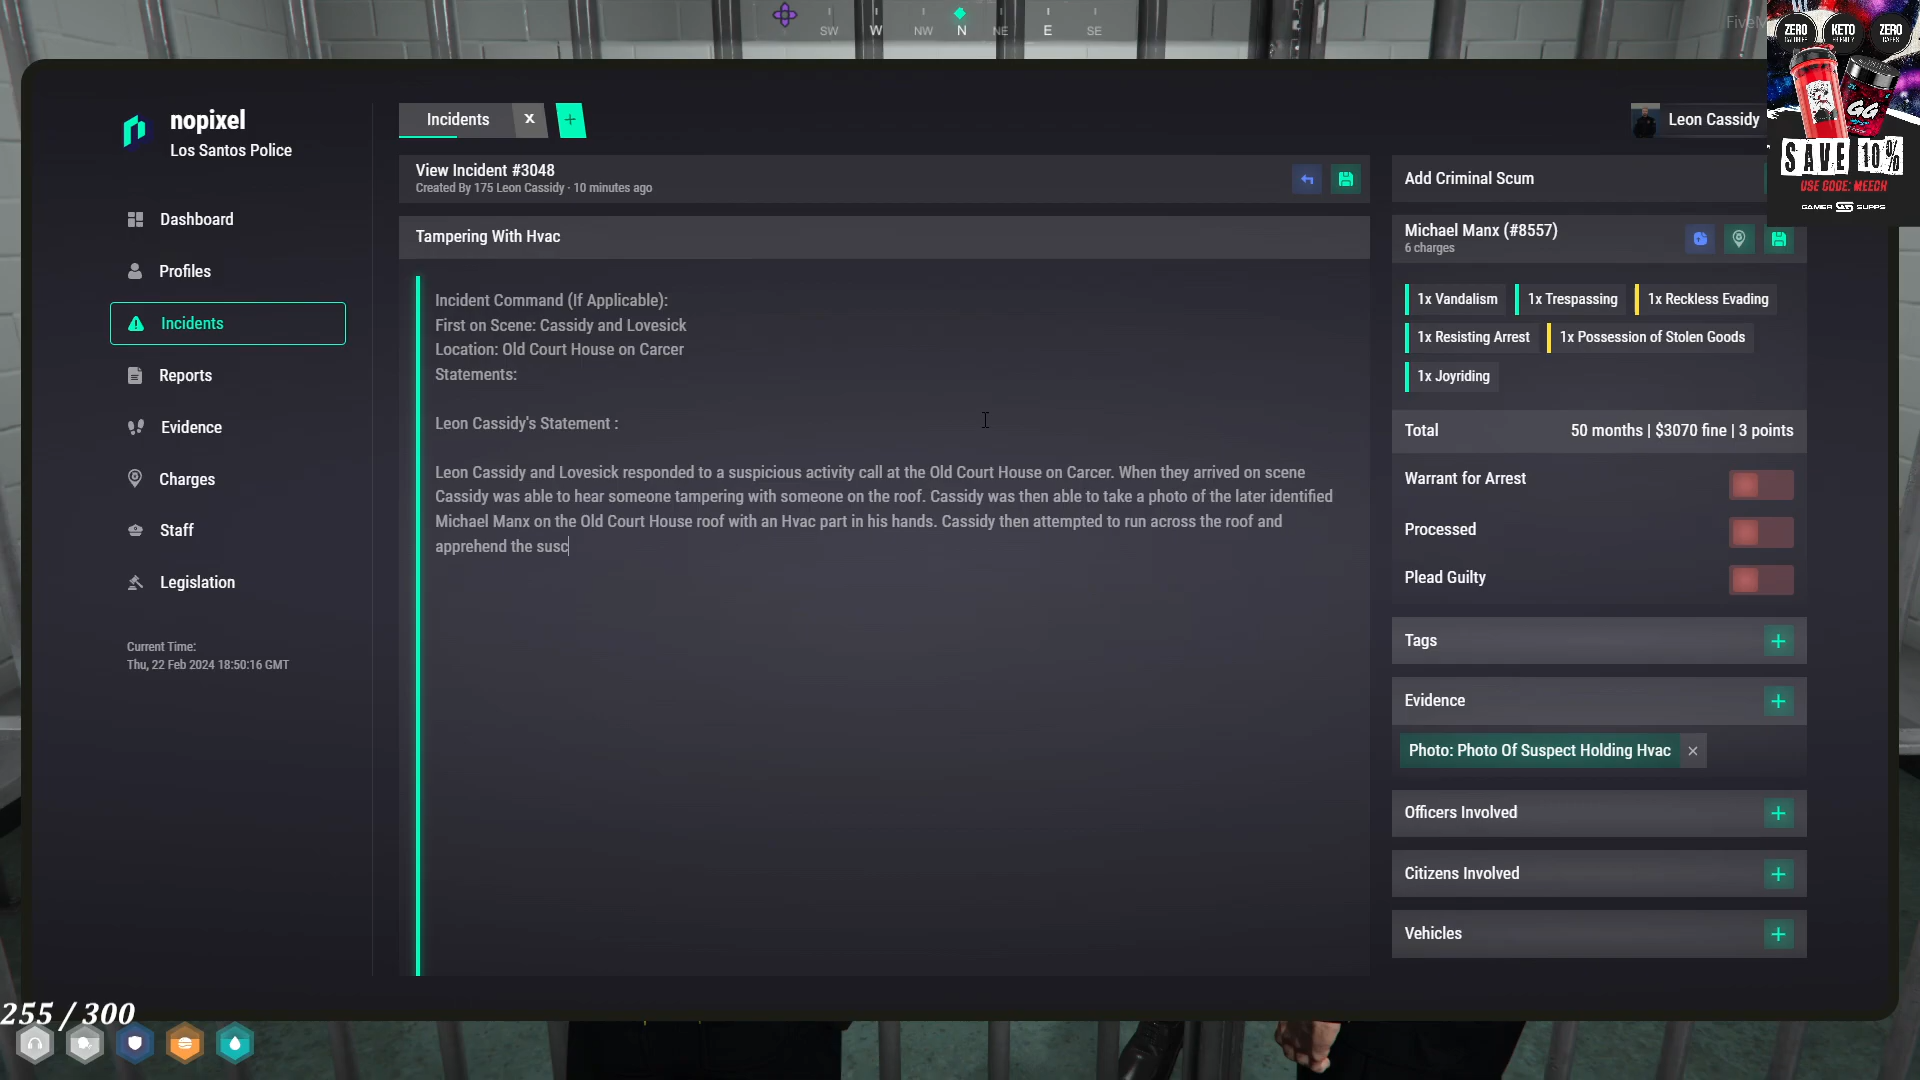 SW W NW N NE E SE
nopixel
Los Santos Police
Dashboard
Profiles
Incidents
Reports
Evidence
Charges
Staff
Legislation
Current Time:
Thu, 22 Feb 2024 18:50:16 GMT
Incidents x +
Leon Cassidy
View Incident #3048
Created By 175 Leon Cassidy · 10 minutes ago
Tampering With Hvac
Incident Command (If Applicable):
First on Scene: Cassidy and Lovesick
Location: Old Court House on Carcer
Statements:
Leon Cassidy's Statement :
Leon Cassidy and Lovesick responded to a suspicious activity call at the Old Court House on Carcer. When they arrived on scene
Cassidy was able to hear someone tampering with someone on the roof. Cassidy was then able to take a photo of the later identified
Michael Manx on the Old Court House roof with an Hvac part in his hands. Cassidy then attempted to run across the roof and
apprehend the susc
Add Criminal Scum
Michael Manx (#8557)
6 charges
1x Vandalism
1x Trespassing
1x Reckless Evading
1x Resisting Arrest
1x Possession of Stolen Goods
1x Joyriding
Total 50 months | $3070 fine | 3 points
Warrant for Arrest
Processed
Plead Guilty
Tags +
Evidence +
Photo: Photo Of Suspect Holding Hvac ×
Officers Involved +
Citizens Involved +
Vehicles +
FiveM
ZERO
KETO
ZERO
GG
SAVE 10%
USE CODE: MEECH
GAMER SUPPS
255 / 300